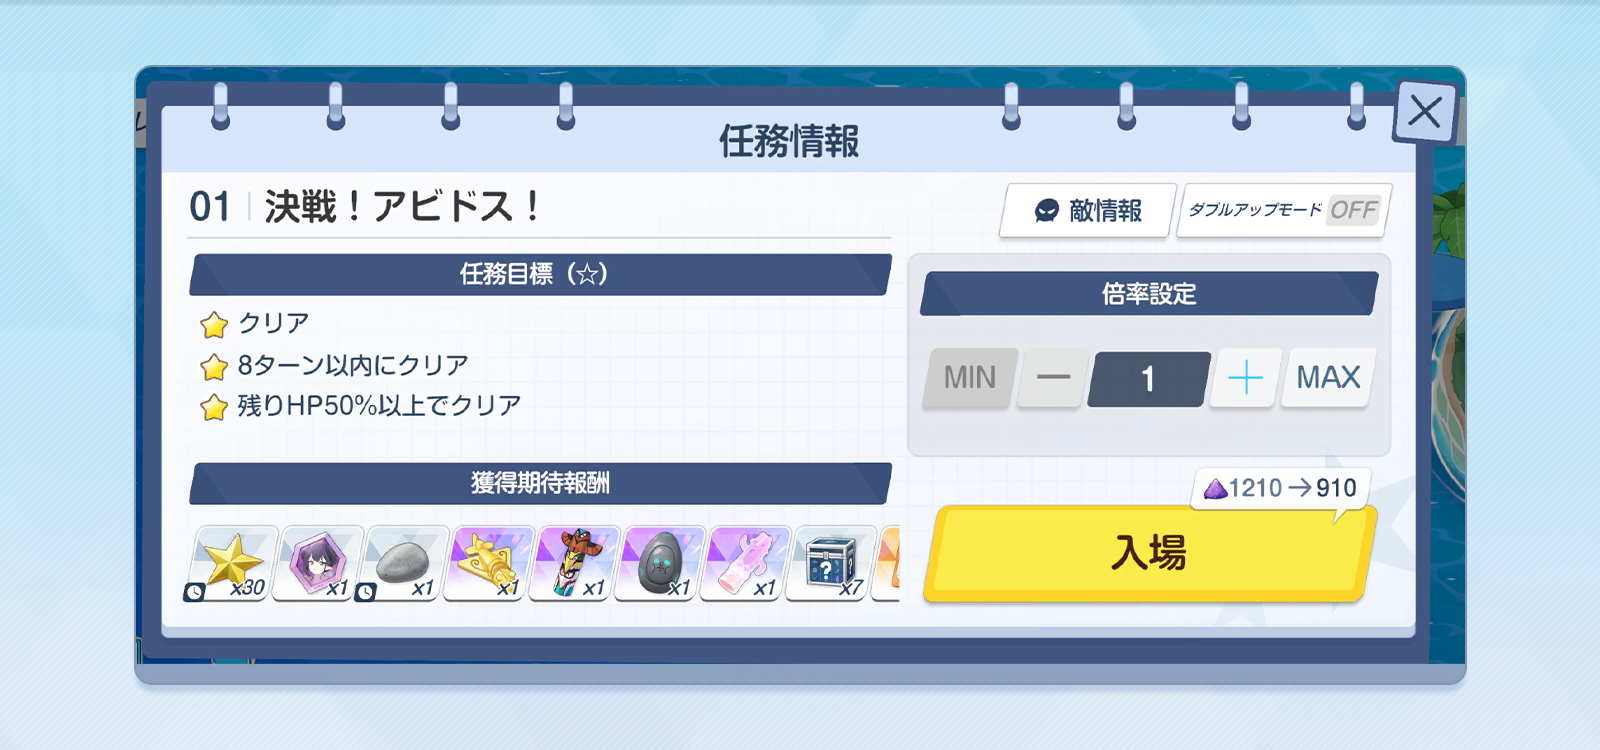 任務情報
01 決戦！アビドス！
敵情報
ダブルアップモード OFF
任務目標（☆）
クリア
8ターン以内にクリア
残りHP50%以上でクリア
倍率設定
MIN － 1 ＋ MAX
獲得期待報酬
x30 x1 x1 x1 x1 x1 x1 ? x7
1210→910
入場